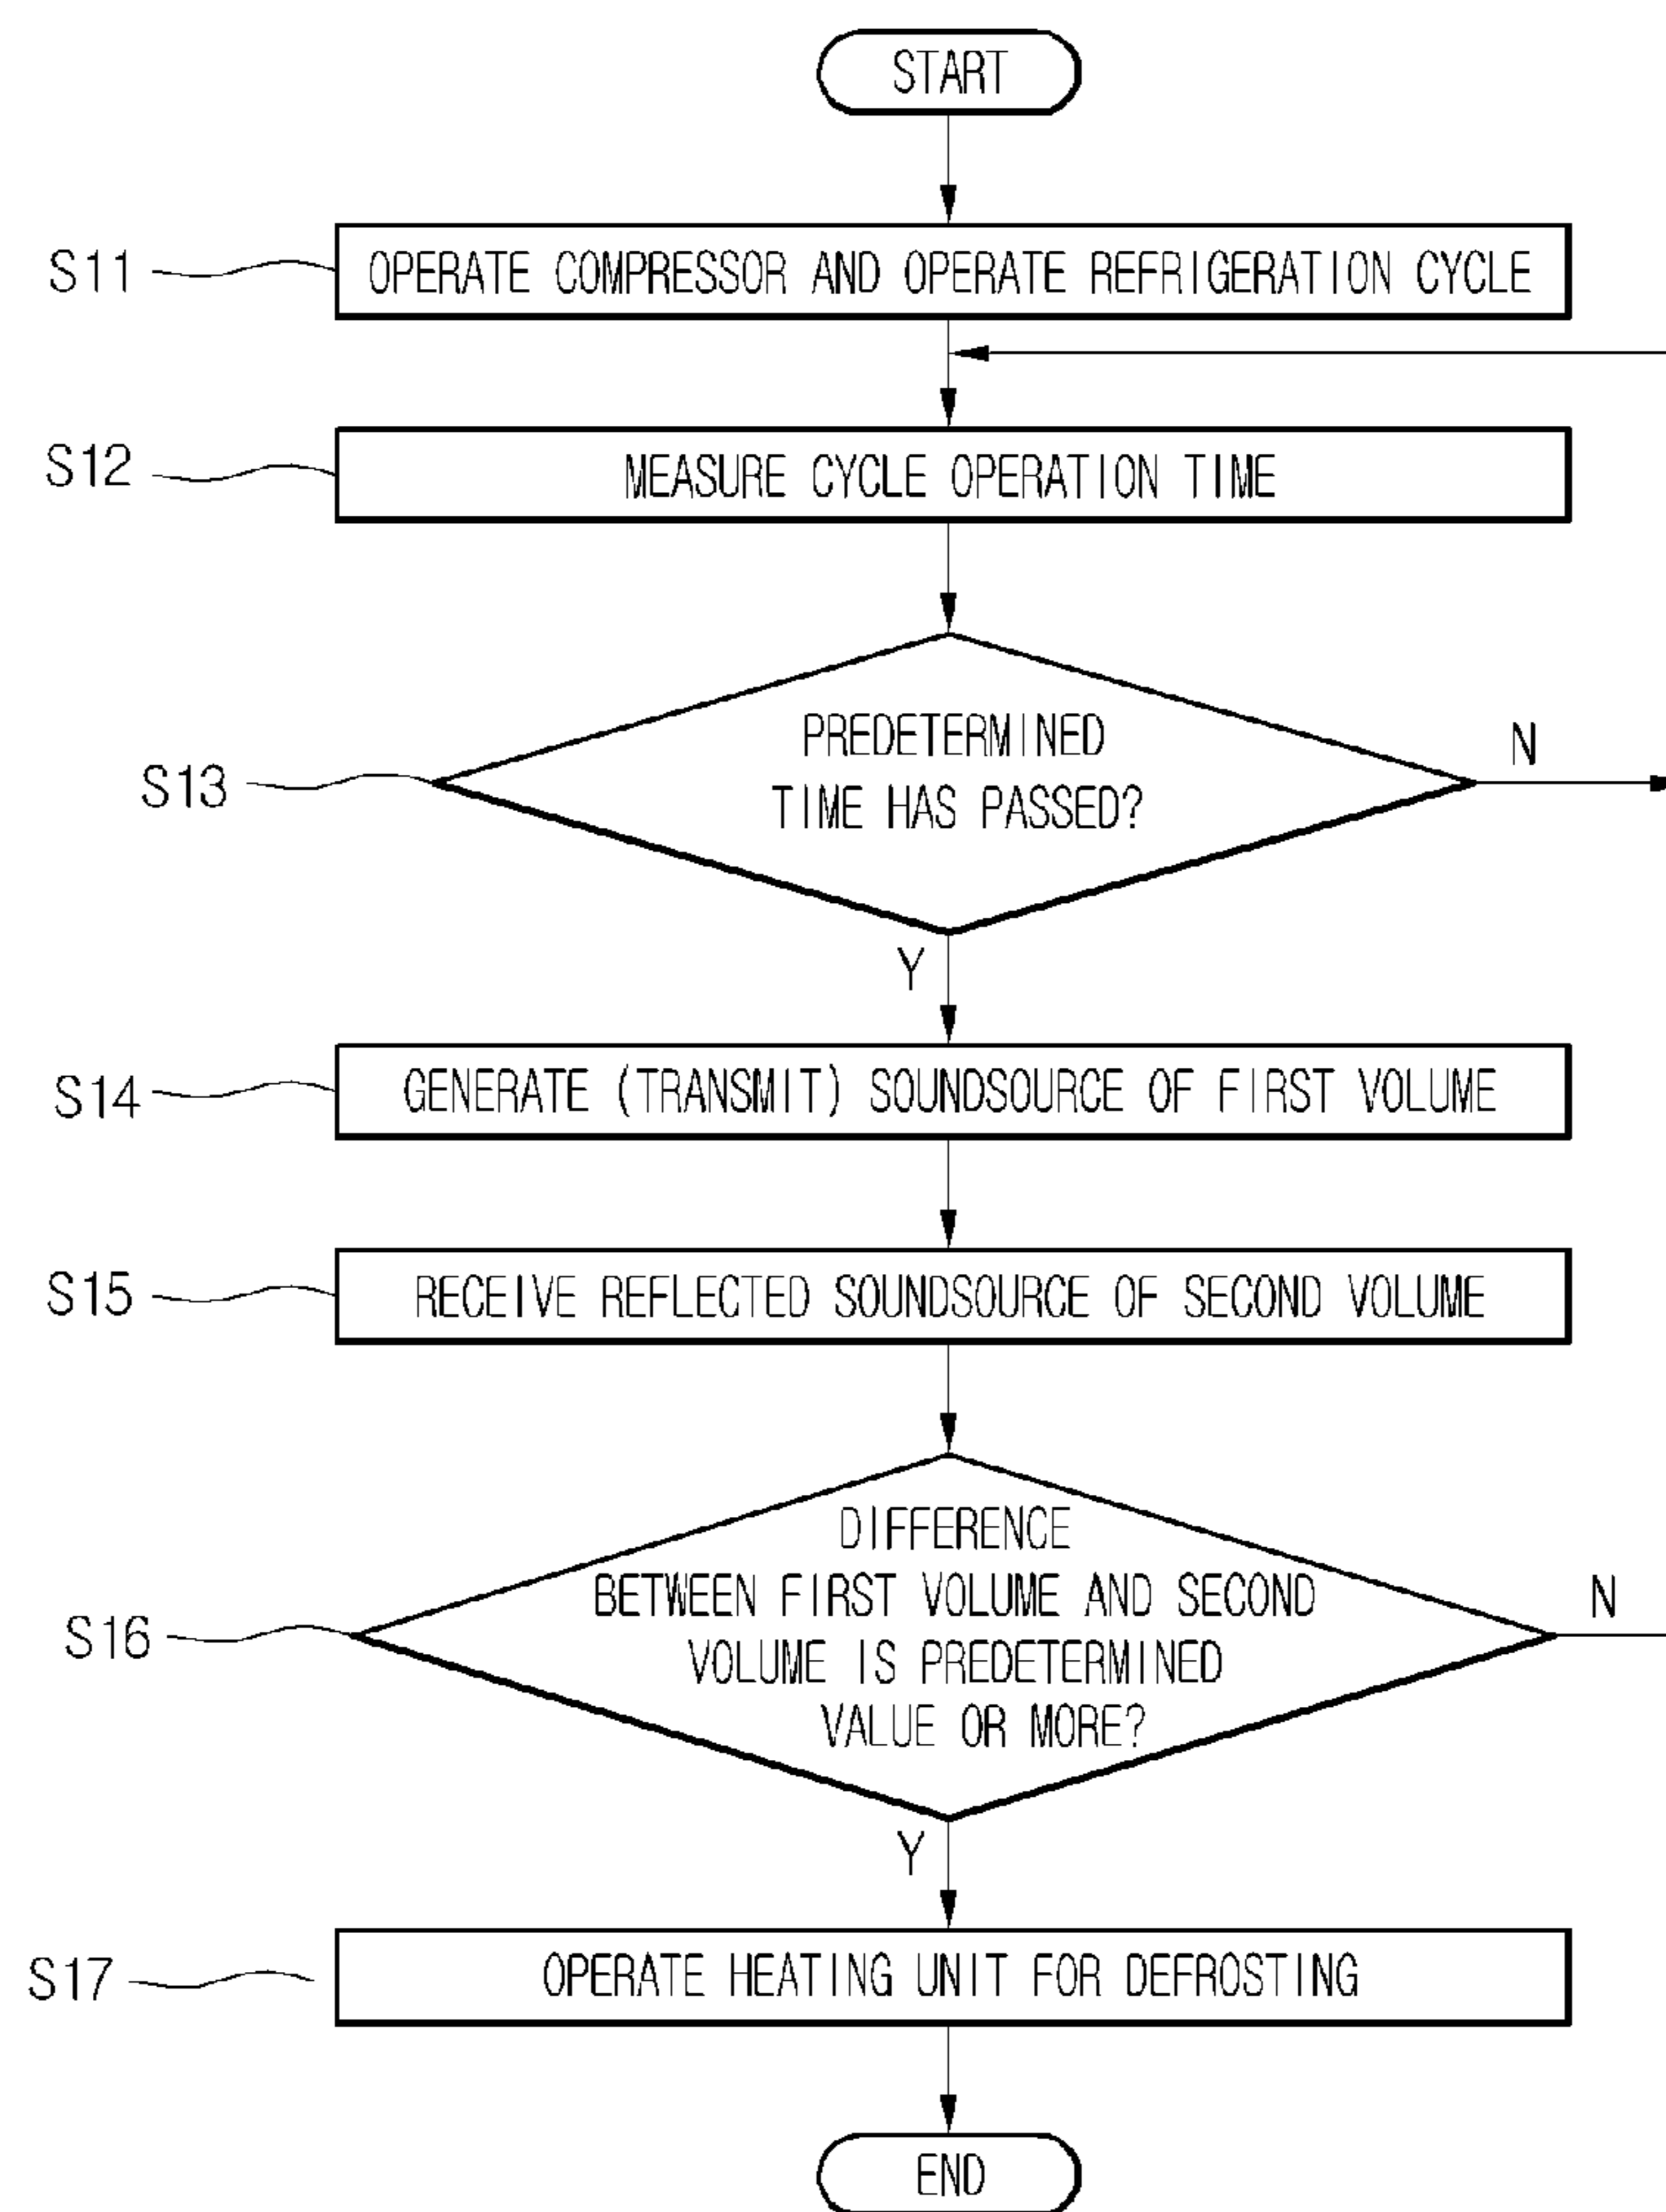 START
S11 OPERATE COMPRESSOR AND OPERATE REFRIGERATION CYCLE
S12 MEASURE CYCLE OPERATION TIME
PREDETERMINED
TIME HAS PASSED?
S13
N
Y
S14 GENERATE (TRANSMIT) SOUNDSOURCE OF FIRST VOLUME
S15 RECEIVE REFLECTED SOUNDSOURCE OF SECOND VOLUME
DIFFERENCE
BETWEEN FIRST VOLUME AND SECOND
VOLUME IS PREDETERMINED
VALUE OR MORE?
S16
N
Y
S17 OPERATE HEATING UNIT FOR DEFROSTING
END